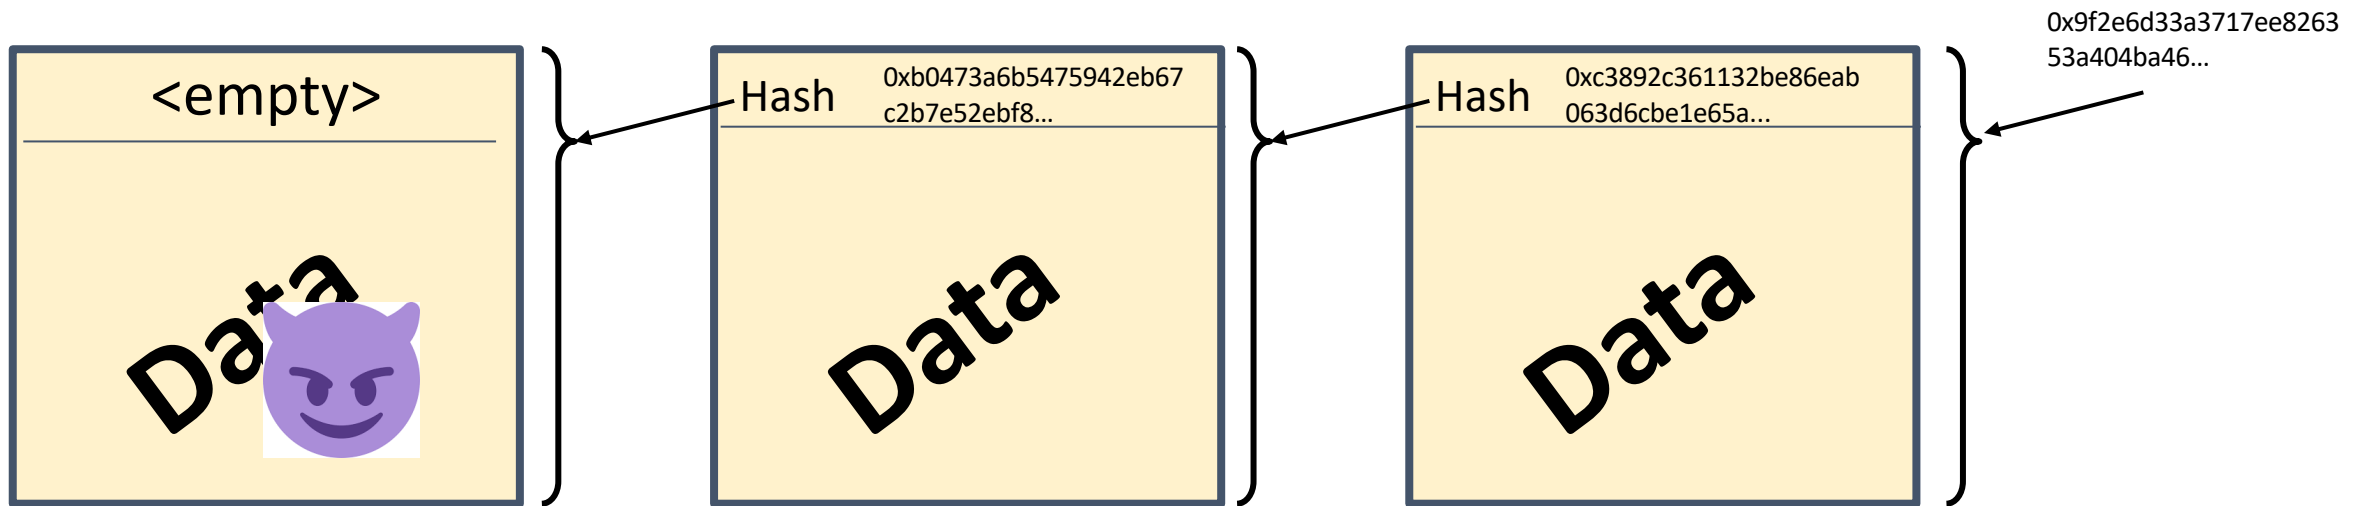 <empty>
Data
Hash
0xb0473a6b5475942eb67
c2b7e52ebf8...
Data
Hash
0xc3892c361132be86eab
063d6cbe1e65a...
Data
0x9f2e6d33a3717ee8263
53a404ba46...